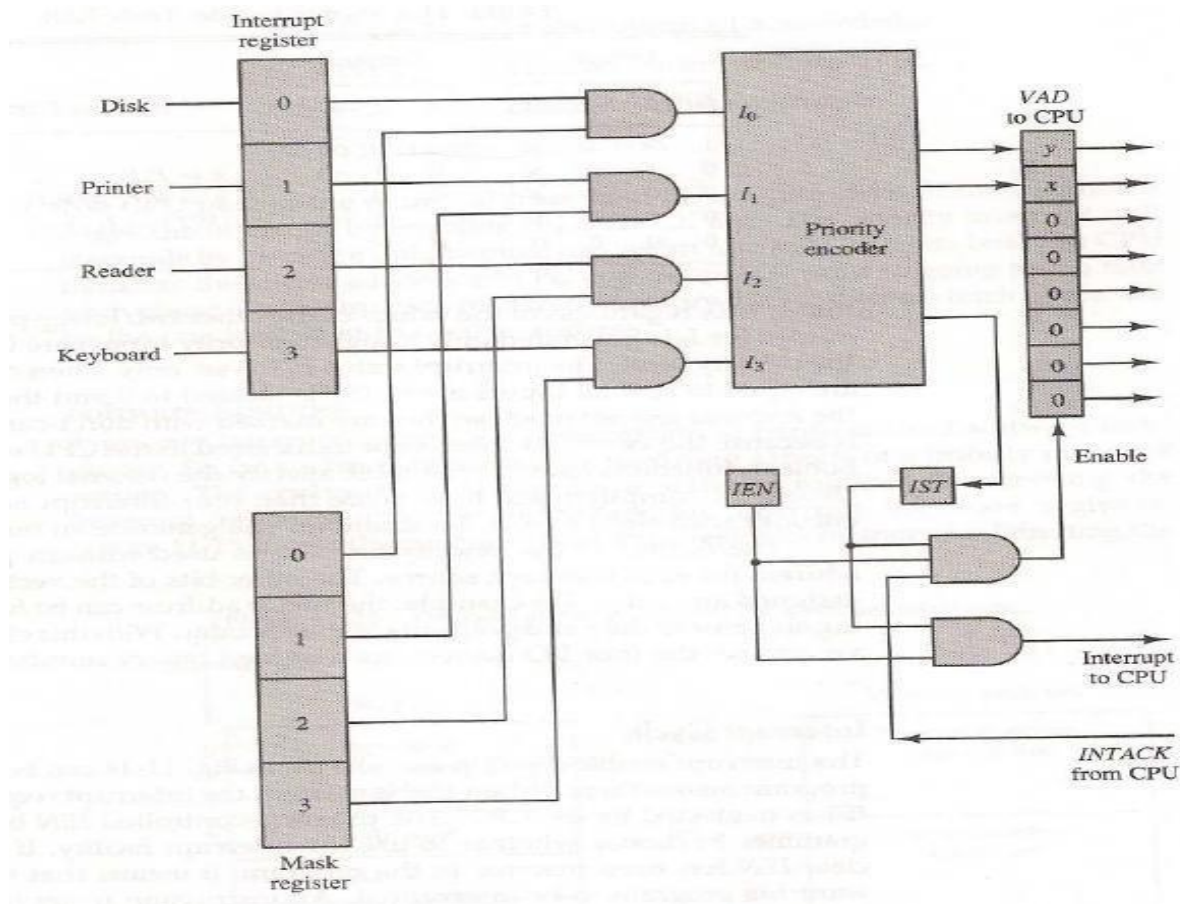 Interrupt
register
Disk
0
Printer
1
Reader
2
Keyboard
3
I0
I1
I2
I3
Priority
encoder
VAD
to CPU
y
x
0
0
0
0
0
0
Enable
IEN
IST
0
1
2
3
Mask
register
Interrupt
to CPU
INTACK
from CPU